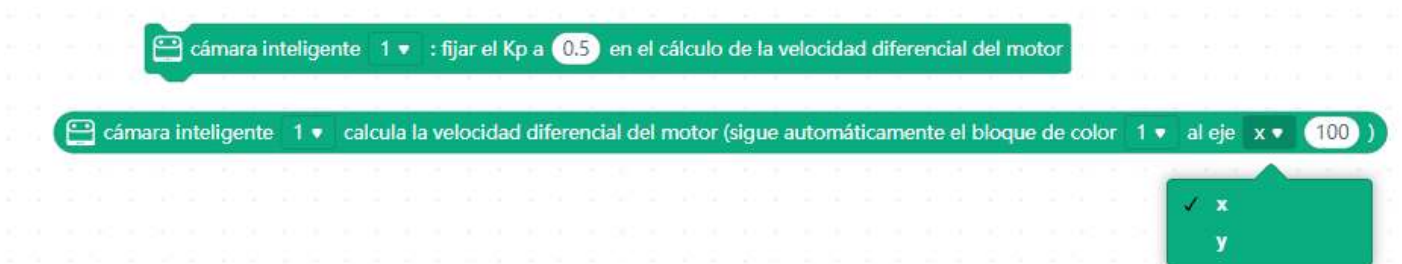 cámara inteligente 1 : fijar el Kp a 0.5 en el cálculo de la velocidad diferencial del motor
cámara inteligente 1 calcula la velocidad diferencial del motor (sigue automáticamente el bloque de color 1 al eje x 100 )
✓ x
y